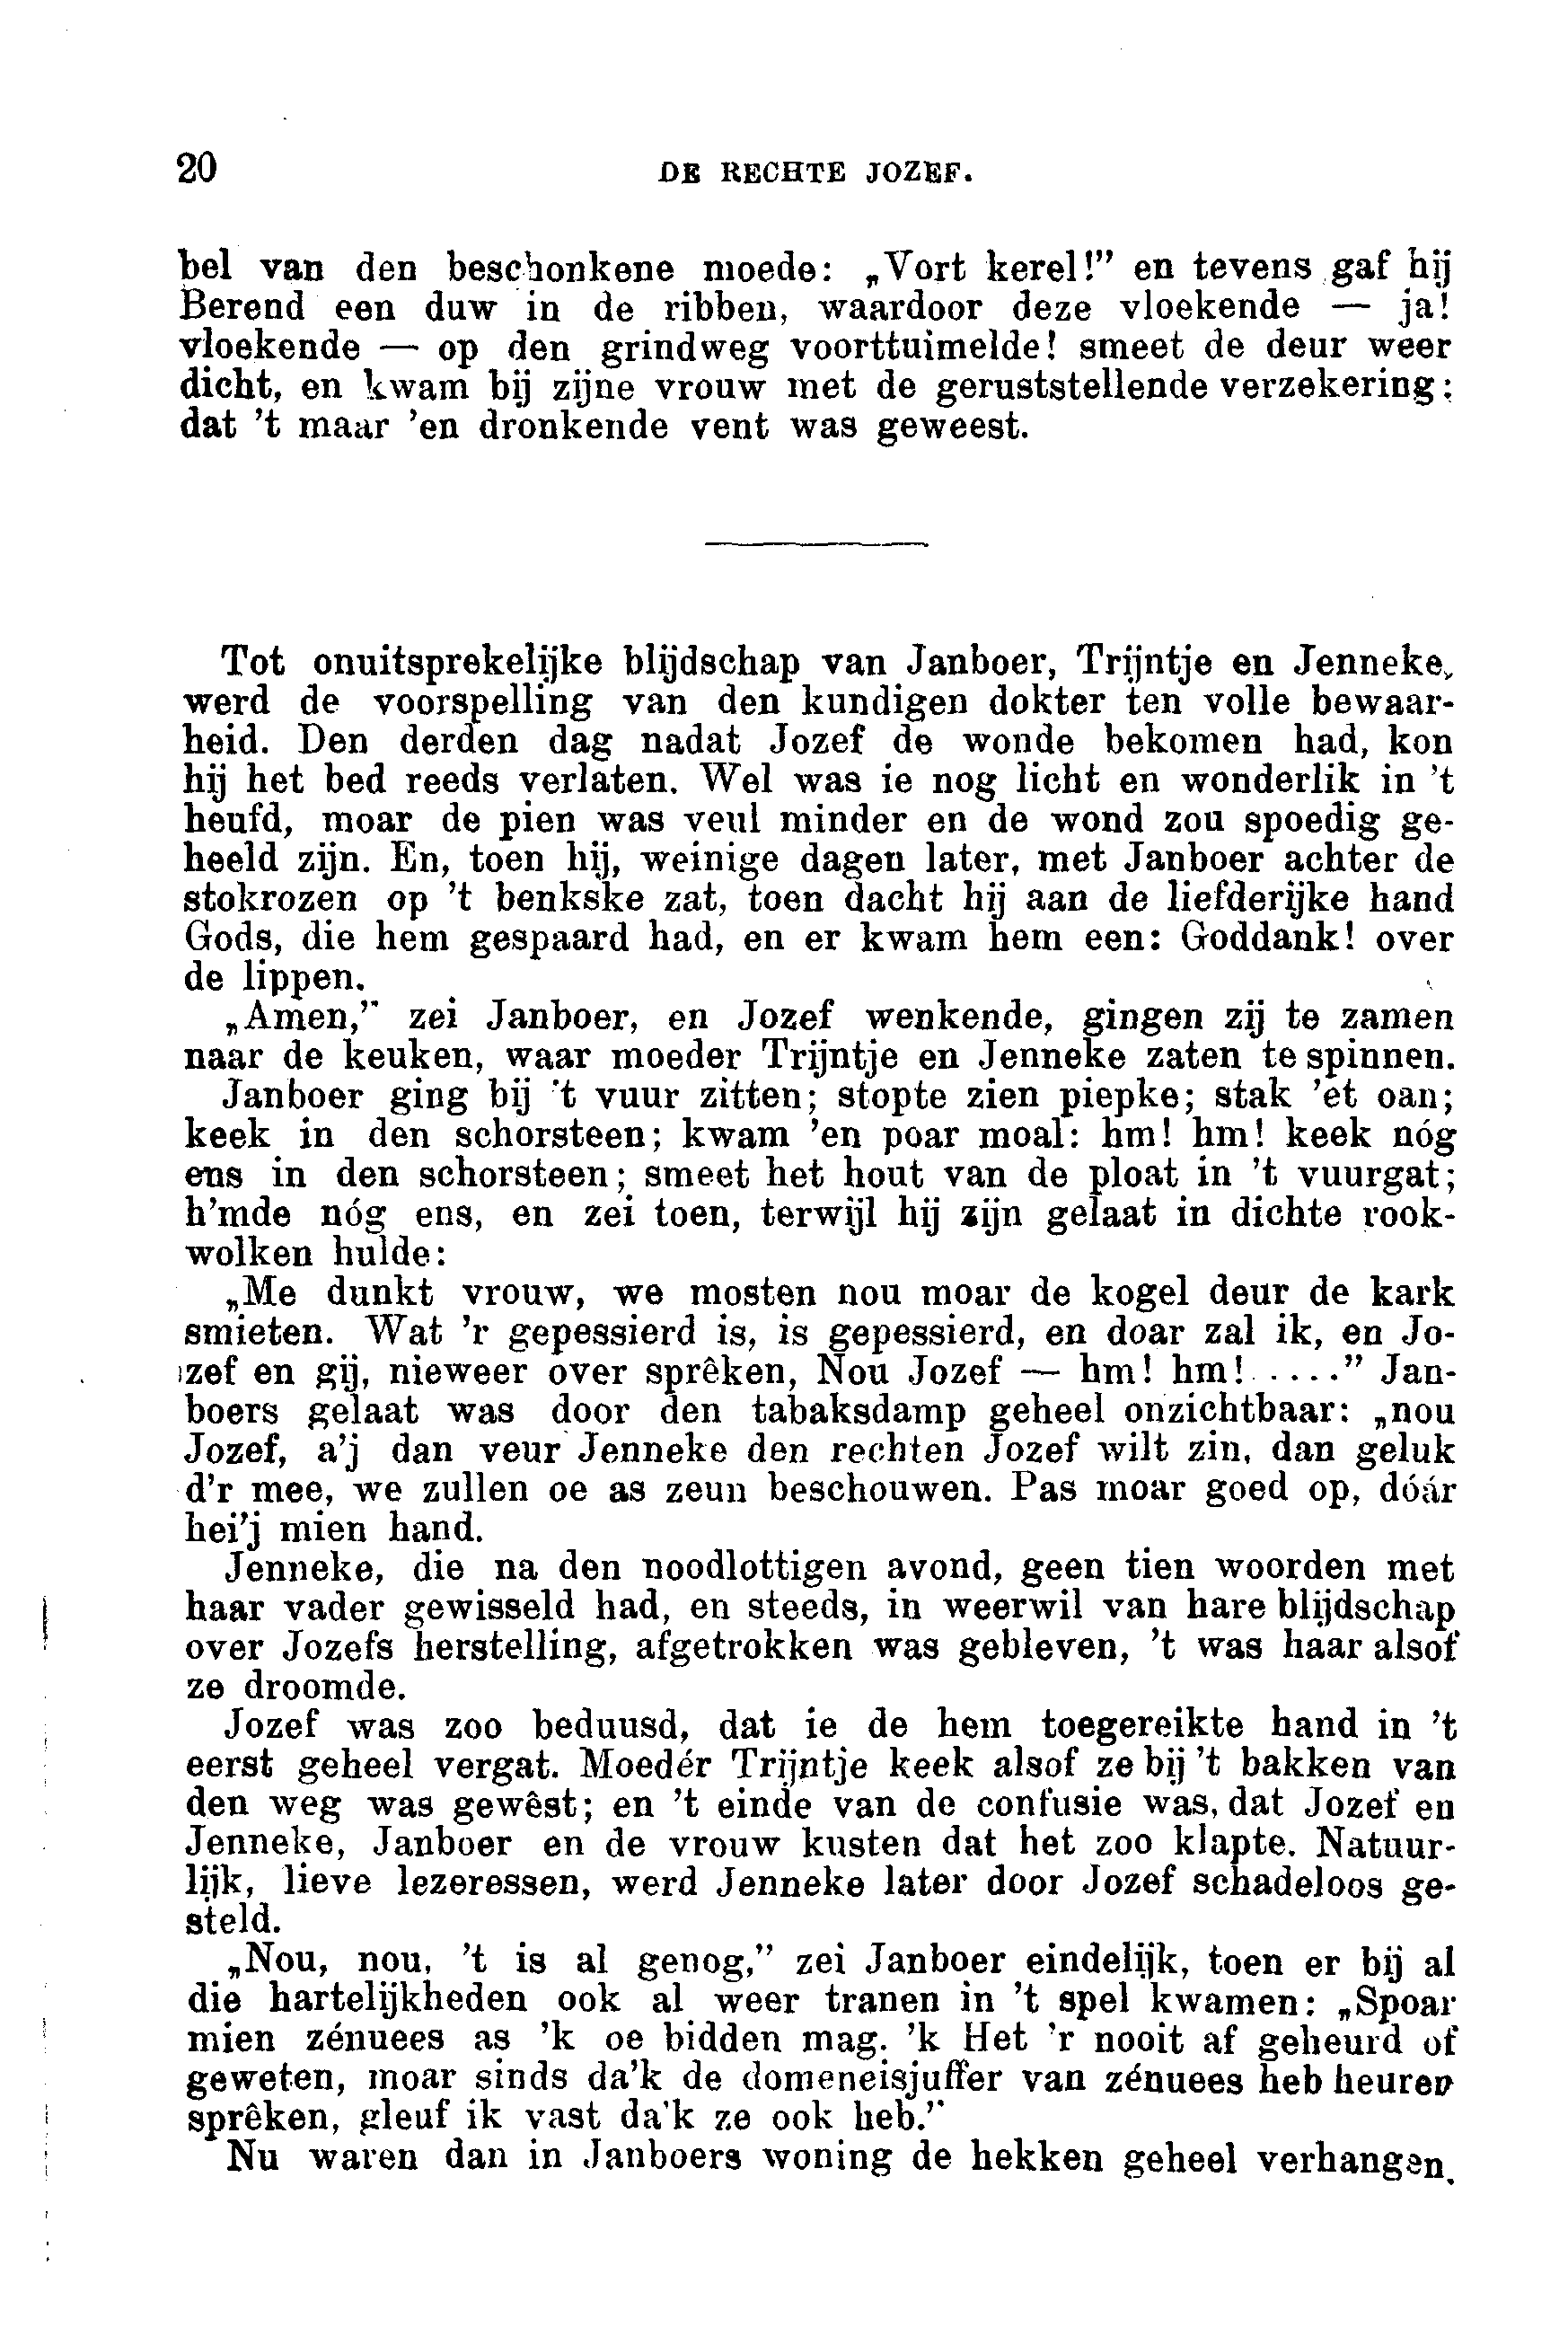 20 DE RECHTE JOZEF.
bel van den beschonkene moede: „Vort kerel!” en tevens gaf hij
Berend een duw in de ribben, waardoor deze vloekende — ja!
vloekende — op den grindweg voorttuimelde! smeet de deur weer
dicht, en kwam bij zijne vrouw met de geruststellende verzekering:
dat 't maar 'en dronkende vent was geweest.
Tot onuitsprekelijke blijdschap van Janboer, Trijntje en Jenneke,
werd de voorspelling van den kundigen dokter ten volle bewaar-
heid. Den derden dag nadat Jozef de wonde bekomen had, kon
hij het bed reeds verlaten. Wel was ie nog licht en wonderlik in 't
heufd, moar de pien was veul minder en de wond zou spoedig ge-
heeld zijn. En, toen hij, weinige dagen later, met Janboer achter de
stokrozen op 't benkske zat, toen dacht hij aan de liefderijke hand
Gods, die hem gespaard had, en er kwam hem een: Goddank! over
de lippen.
„Amen,” zei Janboer, en Jozef wenkende, gingen zij te zamen
naar de keuken, waar moeder Trijntje en Jenneke zaten te spinnen.
Janboer ging bij 't vuur zitten; stopte zien piepke; stak 'et oan;
keek in den schorsteen; kwam 'en poar moal: hm! hm! keek nóg
ens in den schorsteen; smeet het hout van de ploat in 't vuurgat;
h'mde nóg ens, en zei toen, terwijl hij zijn gelaat in dichte rook-
wolken hulde:
„Me dunkt vrouw, we mosten nou moar de kogel deur de kark
smieten. Wat 'r gepessierd is, is gepessierd, en doar zal ik, en Jo-
zef en gij, nieweer over sprêken, Nou Jozef — hm! hm! ....” Jan-
boers gelaat was door den tabaksdamp geheel onzichtbaar: „nou
Jozef, a'j dan veur Jenneke den rechten Jozef wilt zin, dan geluk
d'r mee, we zullen oe as zeun beschouwen. Pas moar goed op, dóár
hei'j mien hand.
Jenneke, die na den noodlottigen avond, geen tien woorden met
haar vader gewisseld had, en steeds, in weerwil van hare blijdschap
over Jozefs herstelling, afgetrokken was gebleven, 't was haar alsof
ze droomde.
Jozef was zoo beduusd, dat ie de hem toegereikte hand in 't
eerst geheel vergat. Moedér Trijntje keek alsof ze bij 't bakken van
den weg was gewêst; en 't einde van de confusie was, dat Jozef en
Jenneke, Janboer en de vrouw kusten dat het zoo klapte. Natuur-
lijk, lieve lezeressen, werd Jenneke later door Jozef schadeloos ge-
steld.
„Nou, nou, 't is al genog,” zei Janboer eindelijk, toen er bij al
die hartelijkheden ook al weer tranen in 't spel kwamen: „Spoar
mien zénuees as 'k oe bidden mag. 'k Het 'r nooit af geheurd of
geweten, moar sinds da'k de domeneisjuffer van zénuees heb heuren
sprêken, gleuf ik vast da'k ze ook heb.”
Nu waren dan in Janboers woning de hekken geheel verhangen.